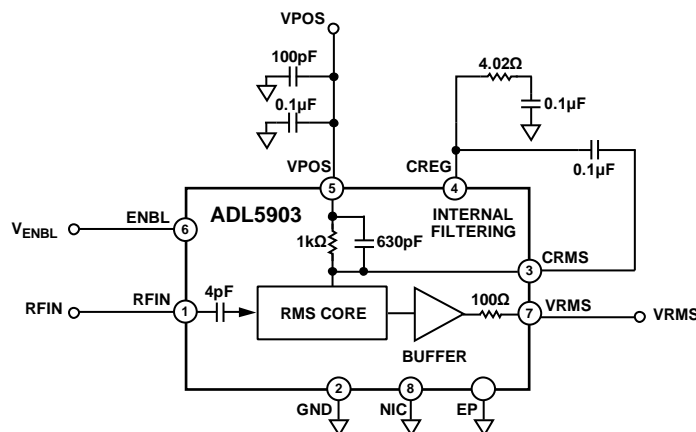 VPOS
100pF
0.1µF
VPOS
5
4.02Ω
0.1µF
0.1µF
CREG
4
ADL5903
INTERNAL
FILTERING
VENBL
ENBL
6
1kΩ
630pF
CRMS
3
RFIN
RFIN
1
4pF
RMS CORE
BUFFER
100Ω
VRMS
7
VRMS
2
8
GND
NIC
EP